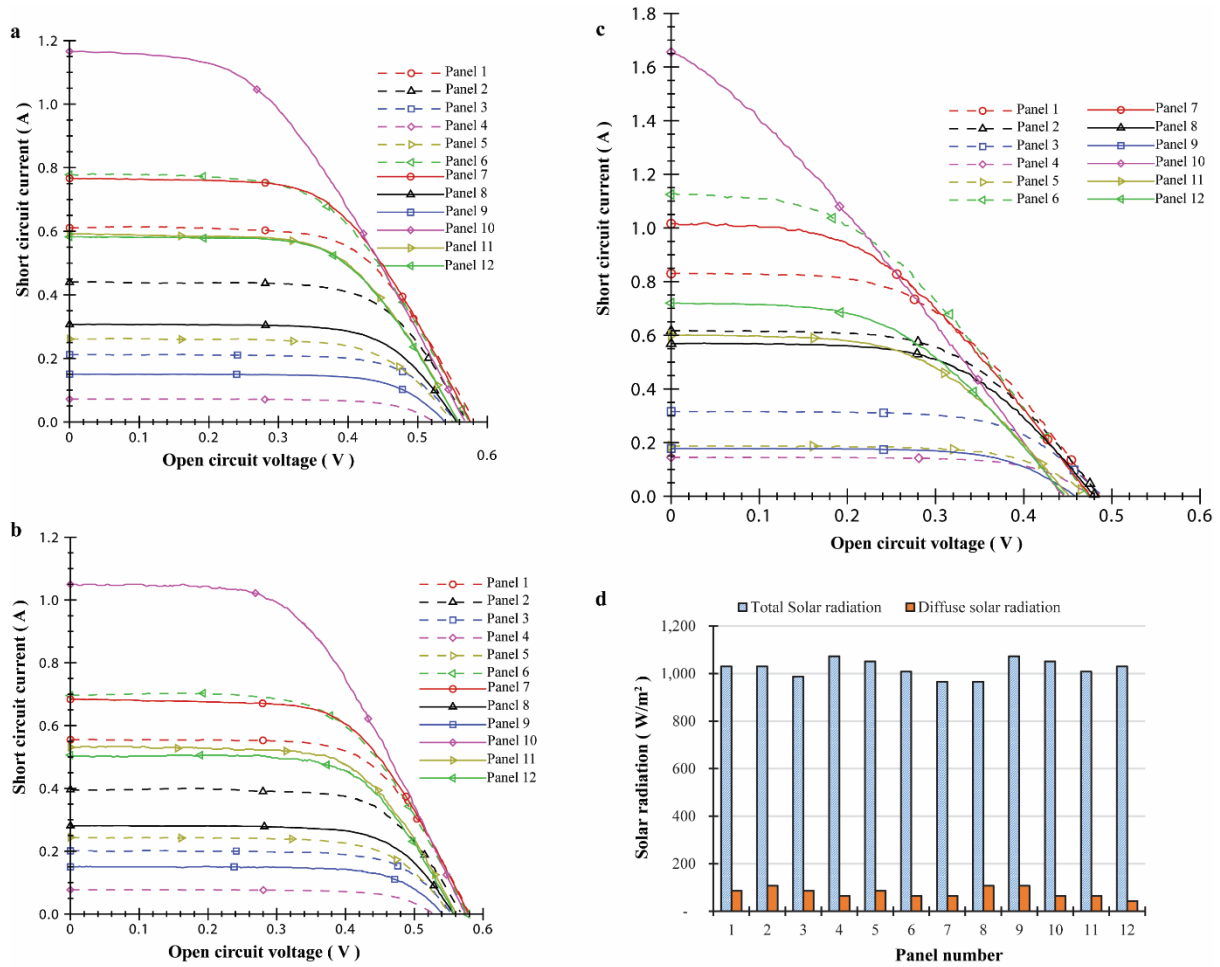 a
1.2
1.0
0.8
0.6
0.4
0.2
0.0
0
0.1
0.2
0.3
0.4
0.5
0.6
Short circuit current ( A )
Open circuit voltage ( V )
Panel 1
Panel 2
Panel 3
Panel 4
Panel 5
Panel 6
Panel 7
Panel 8
Panel 9
Panel 10
Panel 11
Panel 12
b
1.2
1.0
0.8
0.6
0.4
0.2
0.0
0
0.1
0.2
0.3
0.4
0.5
0.6
Short circuit current ( A )
Open circuit voltage ( V )
Panel 1
Panel 2
Panel 3
Panel 4
Panel 5
Panel 6
Panel 7
Panel 8
Panel 9
Panel 10
Panel 11
Panel 12
c
1.8
1.6
1.4
1.2
1.0
0.8
0.6
0.4
0.2
0.0
0
0.1
0.2
0.3
0.4
0.5
0.6
Short circuit current ( A )
Open circuit voltage ( V )
Panel 1
Panel 2
Panel 3
Panel 4
Panel 5
Panel 6
Panel 7
Panel 8
Panel 9
Panel 10
Panel 11
Panel 12
d
Total Solar radiation
Diffuse solar radiation
1,200
1,000
800
600
400
200
-
1 2 3 4 5 6 7 8 9 10 11 12
Solar radiation ( W/m² )
Panel number